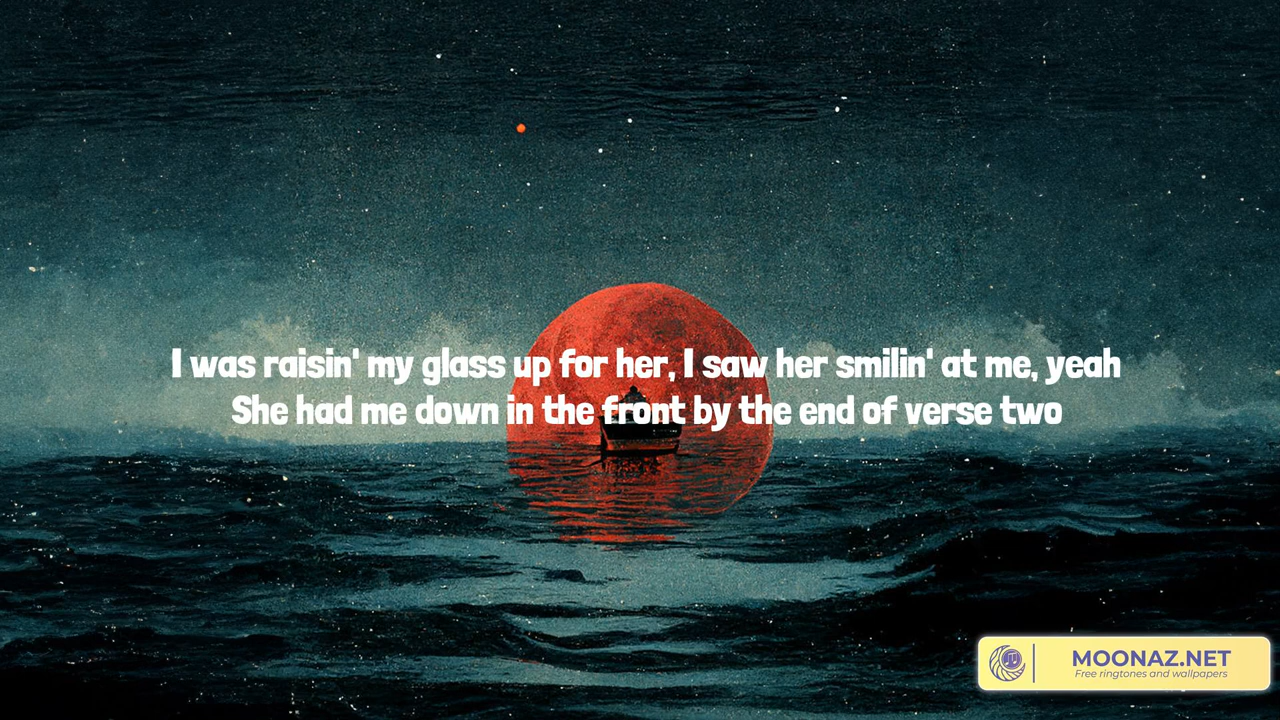 I was raisin' my glass up for her, I saw her smilin' at me, yeah
She had me down in the front by the end of verse two
MOONAZ.NET
Free ringtones and wallpapers